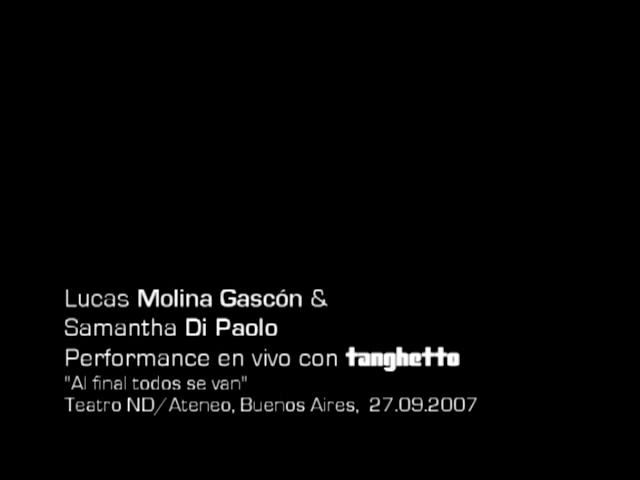 Lucas Molina Gascón &
Samantha Di Paolo
Performance en vivo con tanghetto
"Al final todos se van"
Teatro ND/Ateneo, Buenos Aires, 27.09.2007